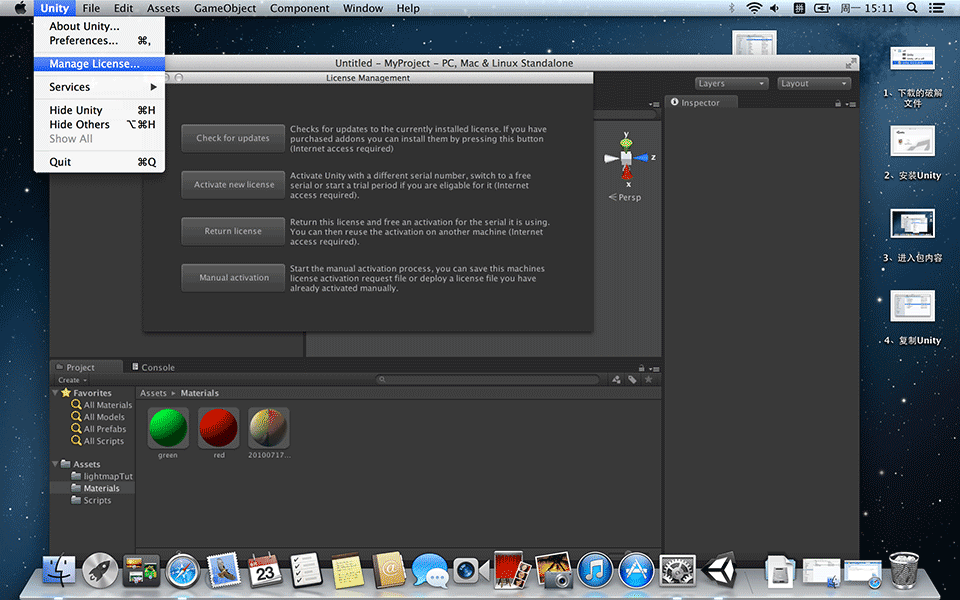 Unity File Edit Assets GameObject Component Window Help 拼 周一 15:11
About Unity...
Preferences... ⌘,
Manage License...
Services
Hide Unity ⌘H
Hide Others ⌥⌘H
Show All
Quit ⌘Q
Untitled – MyProject – PC, Mac & Linux Standalone
License Management
Check for updates
Checks for updates to the currently installed license. If you have
purchased addons you can install them by pressing this button
(Internet access required)
Activate new license
Activate Unity with a different serial number, switch to a free
serial or start a trial period if you are eligable for it (Internet
access required).
Return license
Return this license and free an activation for the serial it is using.
You can then reuse the activation on another machine (Internet
access required).
Manual activation
Start the manual activation process, you can save this machines
license activation request file or deploy a license file you have
already activated manually.
Layers
Layout
Inspector
y
z
x
Persp
1、下载的破解
文件
2、安装Unity
3、进入包内容
4、复制Unity
Project
Console
Create
Favorites
All Materials
All Models
All Prefabs
All Scripts
Assets
lightmapTut
Materials
Scripts
Assets ▸ Materials
green
red
20100717...
23